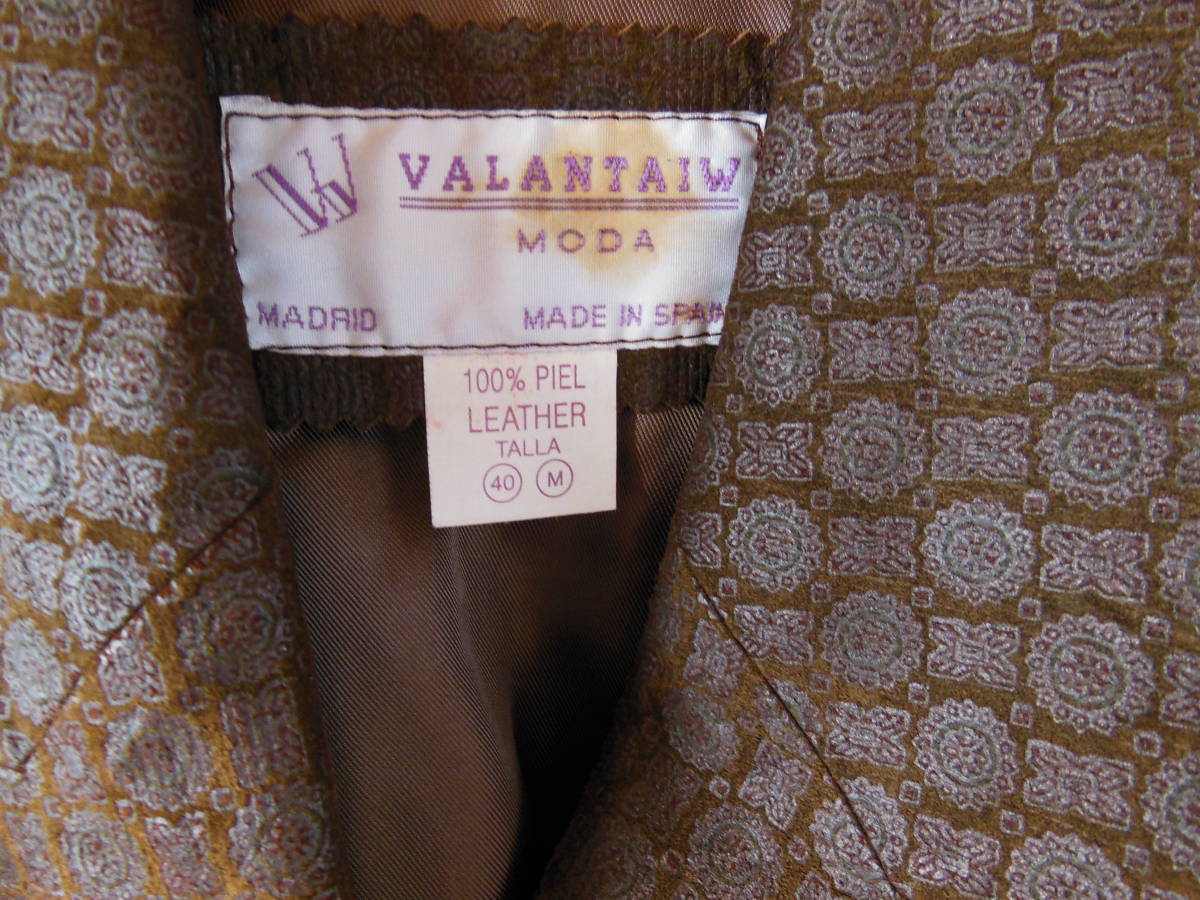 W VALANTAIW
MODA
MADRID MADE IN SPAIN
100% PIEL
LEATHER
TALLA
40 M